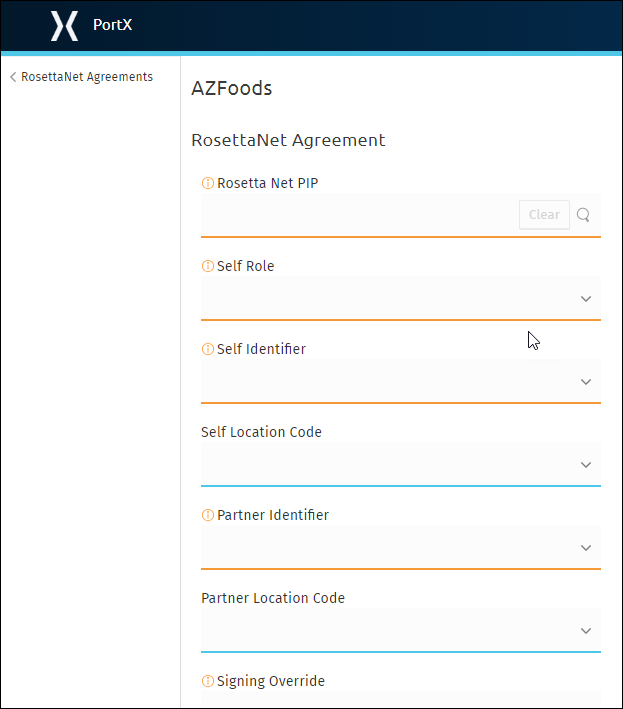 PortX
RosettaNet Agreements
AZFoods
RosettaNet Agreement
Rosetta Net PIP
Clear
Self Role
Self Identifier
Self Location Code
Partner Identifier
Partner Location Code
Signing Override